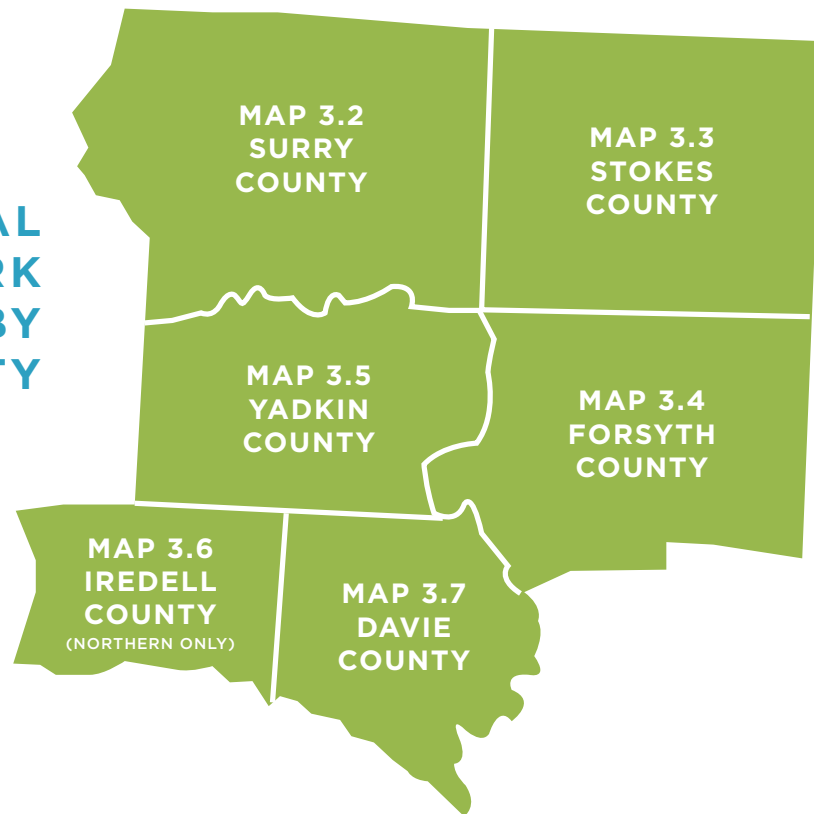 MAP 3.2
SURRY
COUNTY
MAP 3.3
STOKES
COUNTY
AL
RK
BY
TY
MAP 3.5
YADKIN
COUNTY
MAP 3.4
FORSYTH
COUNTY
MAP 3.6
IREDELL
COUNTY
(NORTHERN ONLY)
MAP 3.7
DAVIE
COUNTY